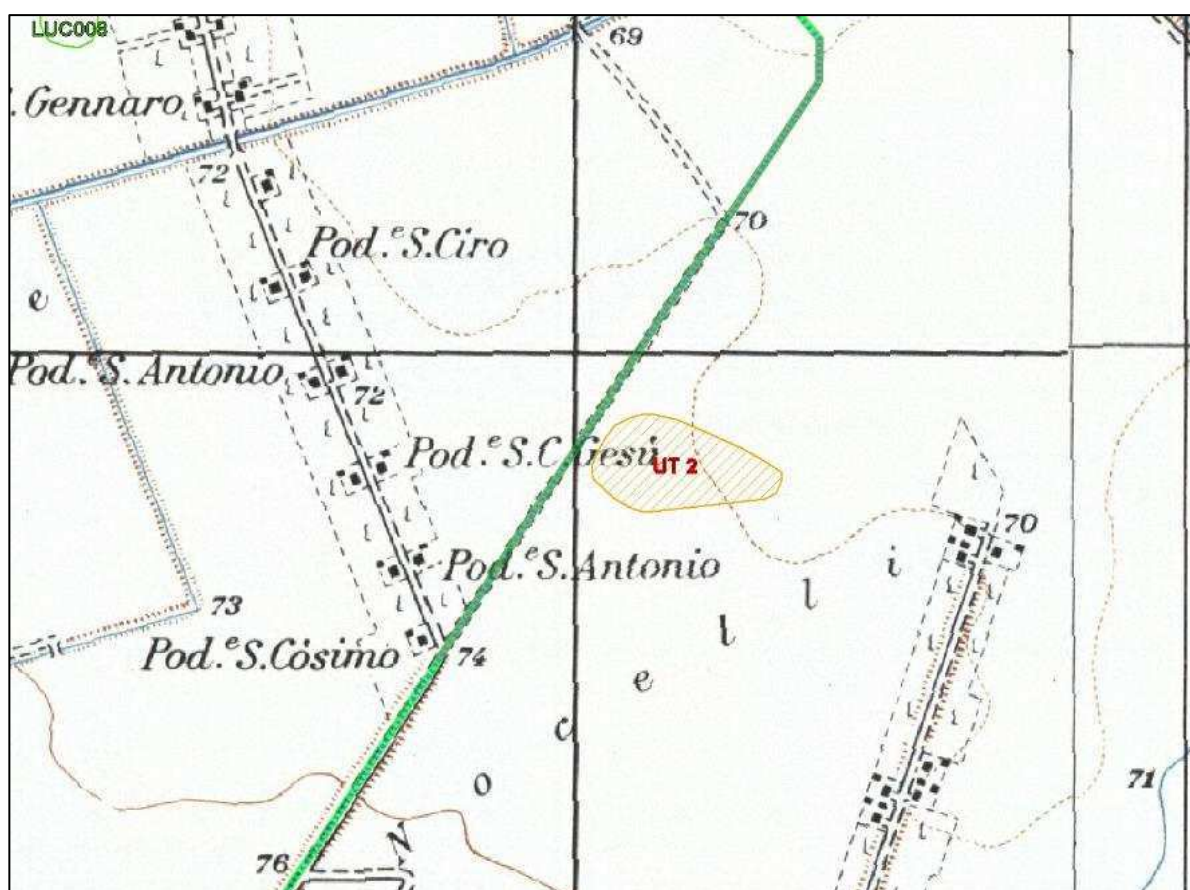 LUC008
69
. Gennaro
72
70
Pod.e S. Ciro
e
Pod. S. Antonio
72
Pod.e S. C. Gesù
UT 2
70
Pod.e S. Antonio
i
l
73
l
Pod.e S. Cosimo
74
e
c
o
71
76
N